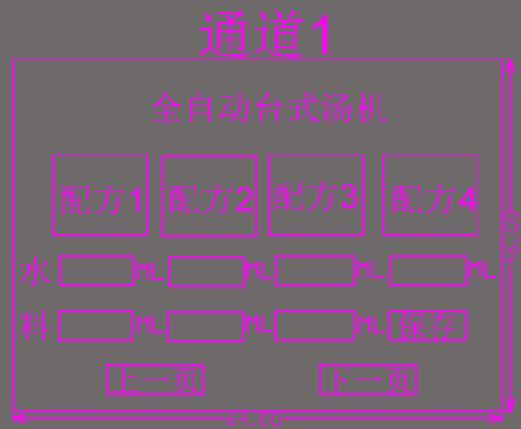 通道1
全自动台式汤机
配方1 配方2 配方3 配方4
水 ML ML ML ML
料 ML ML ML 保存
上一页 下一页